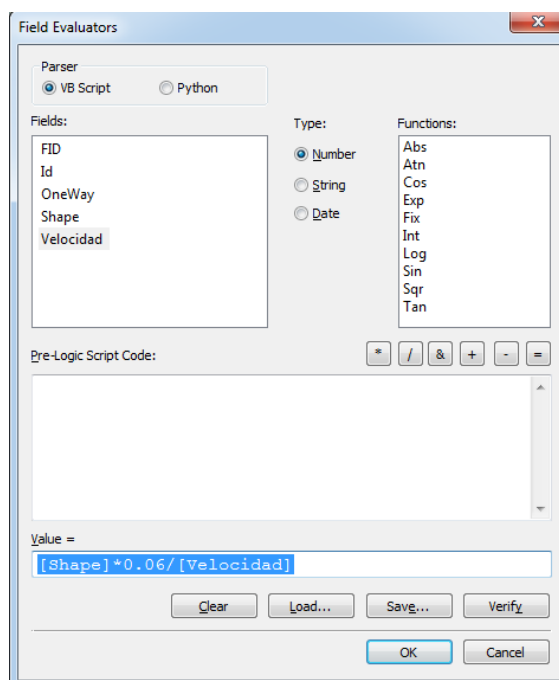 Field Evaluators
x
Parser
VB Script Python
Fields:
FID
Id
OneWay
Shape
Velocidad
Type:
Number
String
Date
Functions:
Abs
Atn
Cos
Exp
Fix
Int
Log
Sin
Sqr
Tan
Pre-Logic Script Code:
* / & + - =
Value =
[Shape]*0.06/[Velocidad]
Clear Load... Save... Verify
OK Cancel